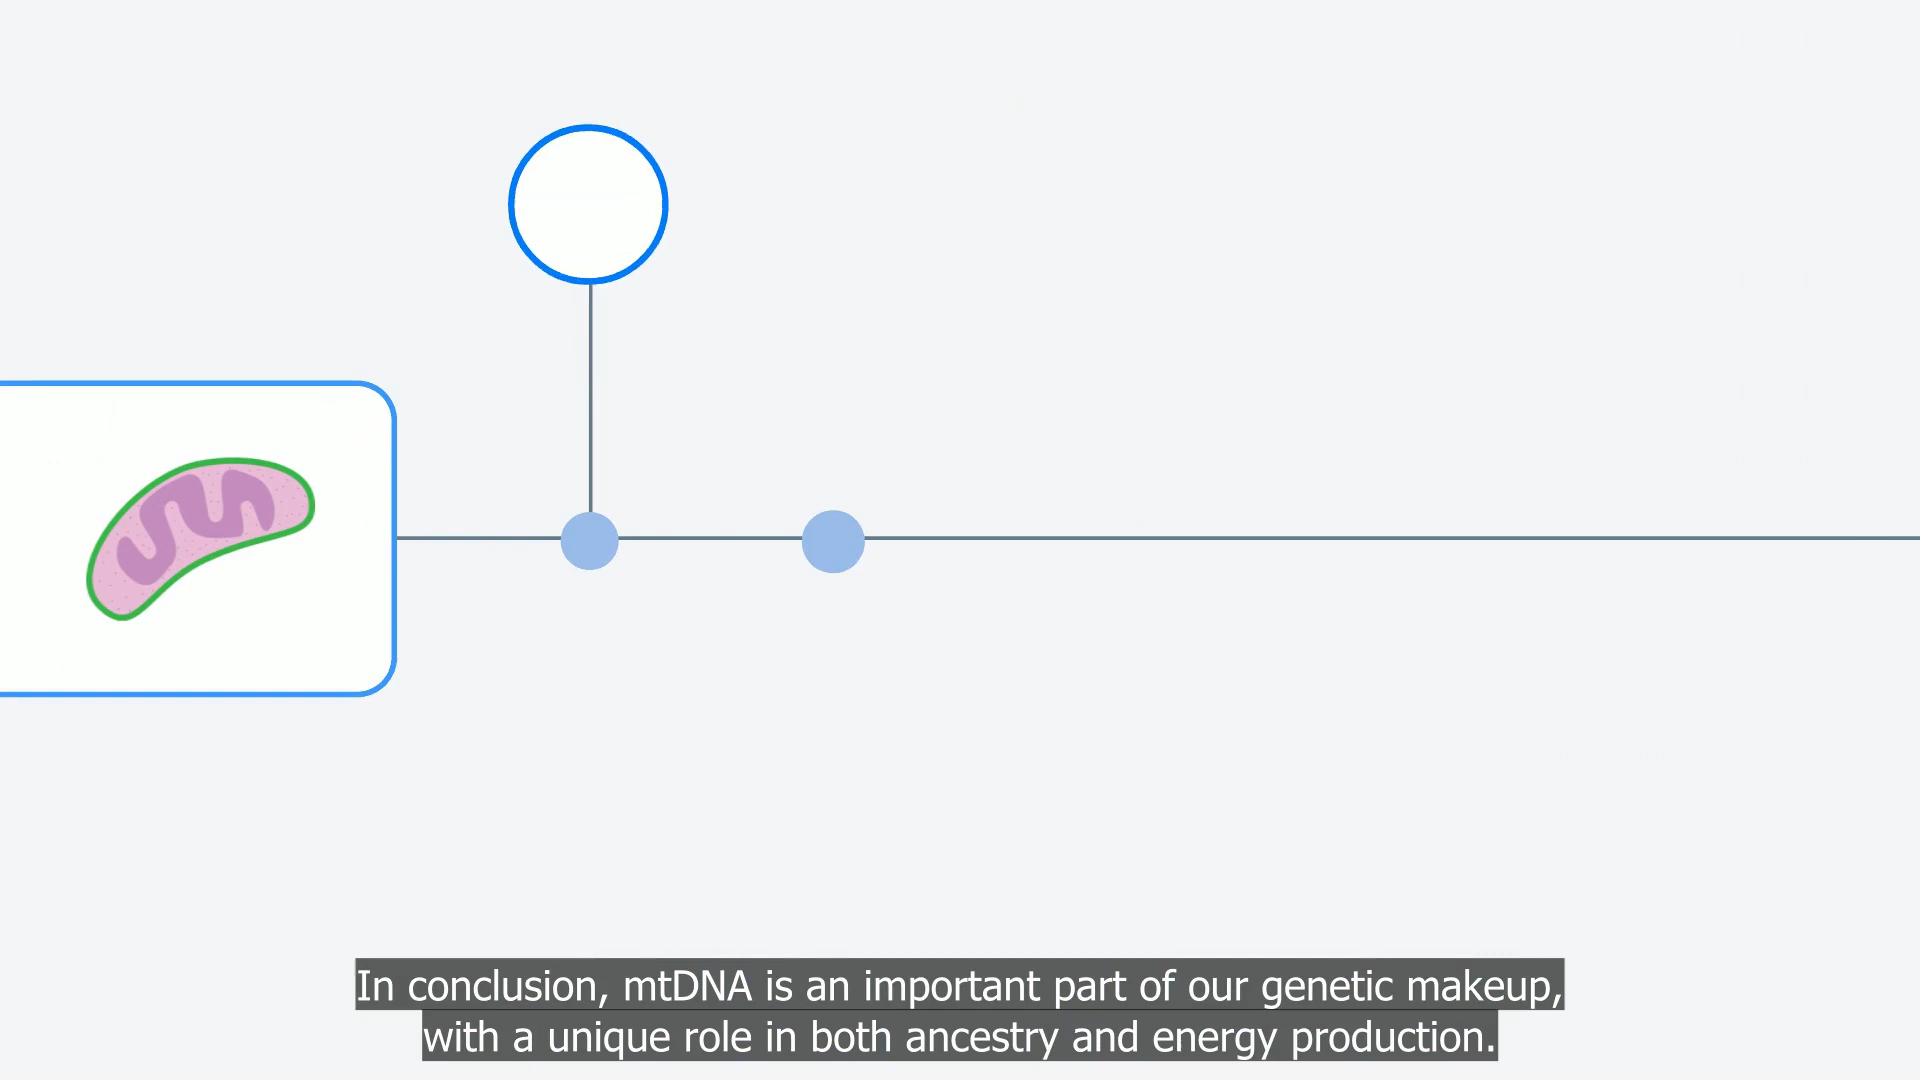 In conclusion, mtDNA is an important part of our genetic makeup,
with a unique role in both ancestry and energy production.